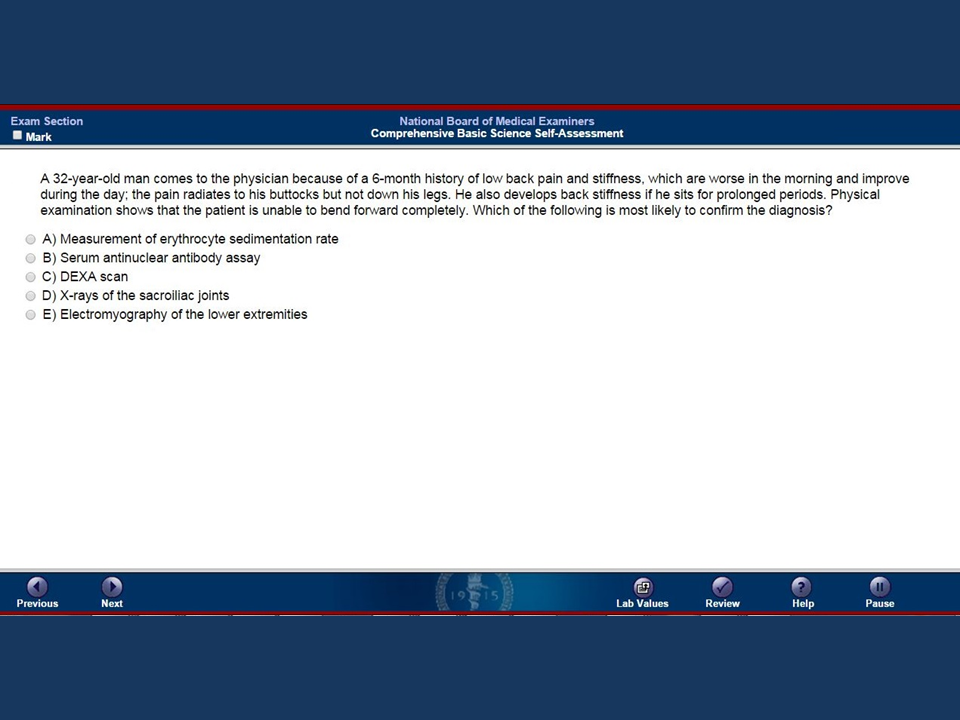 Exam Section
National Board of Medical Examiners
Mark
Comprehensive Basic Science Self-Assessment
A 32-year-old man comes to the physician because of a 6-month history of low back pain and stiffness, which are worse in the morning and improve
during the day; the pain radiates to his buttocks but not down his legs. He also develops back stiffness if he sits for prolonged periods. Physical
examination shows that the patient is unable to bend forward completely. Which of the following is most likely to confirm the diagnosis?
A) Measurement of erythrocyte sedimentation rate
B) Serum antinuclear antibody assay
C) DEXA scan
D) X-rays of the sacroiliac joints
E) Electromyography of the lower extremities
1915
Previous
Next
Lab Values
Review
Help
Pause